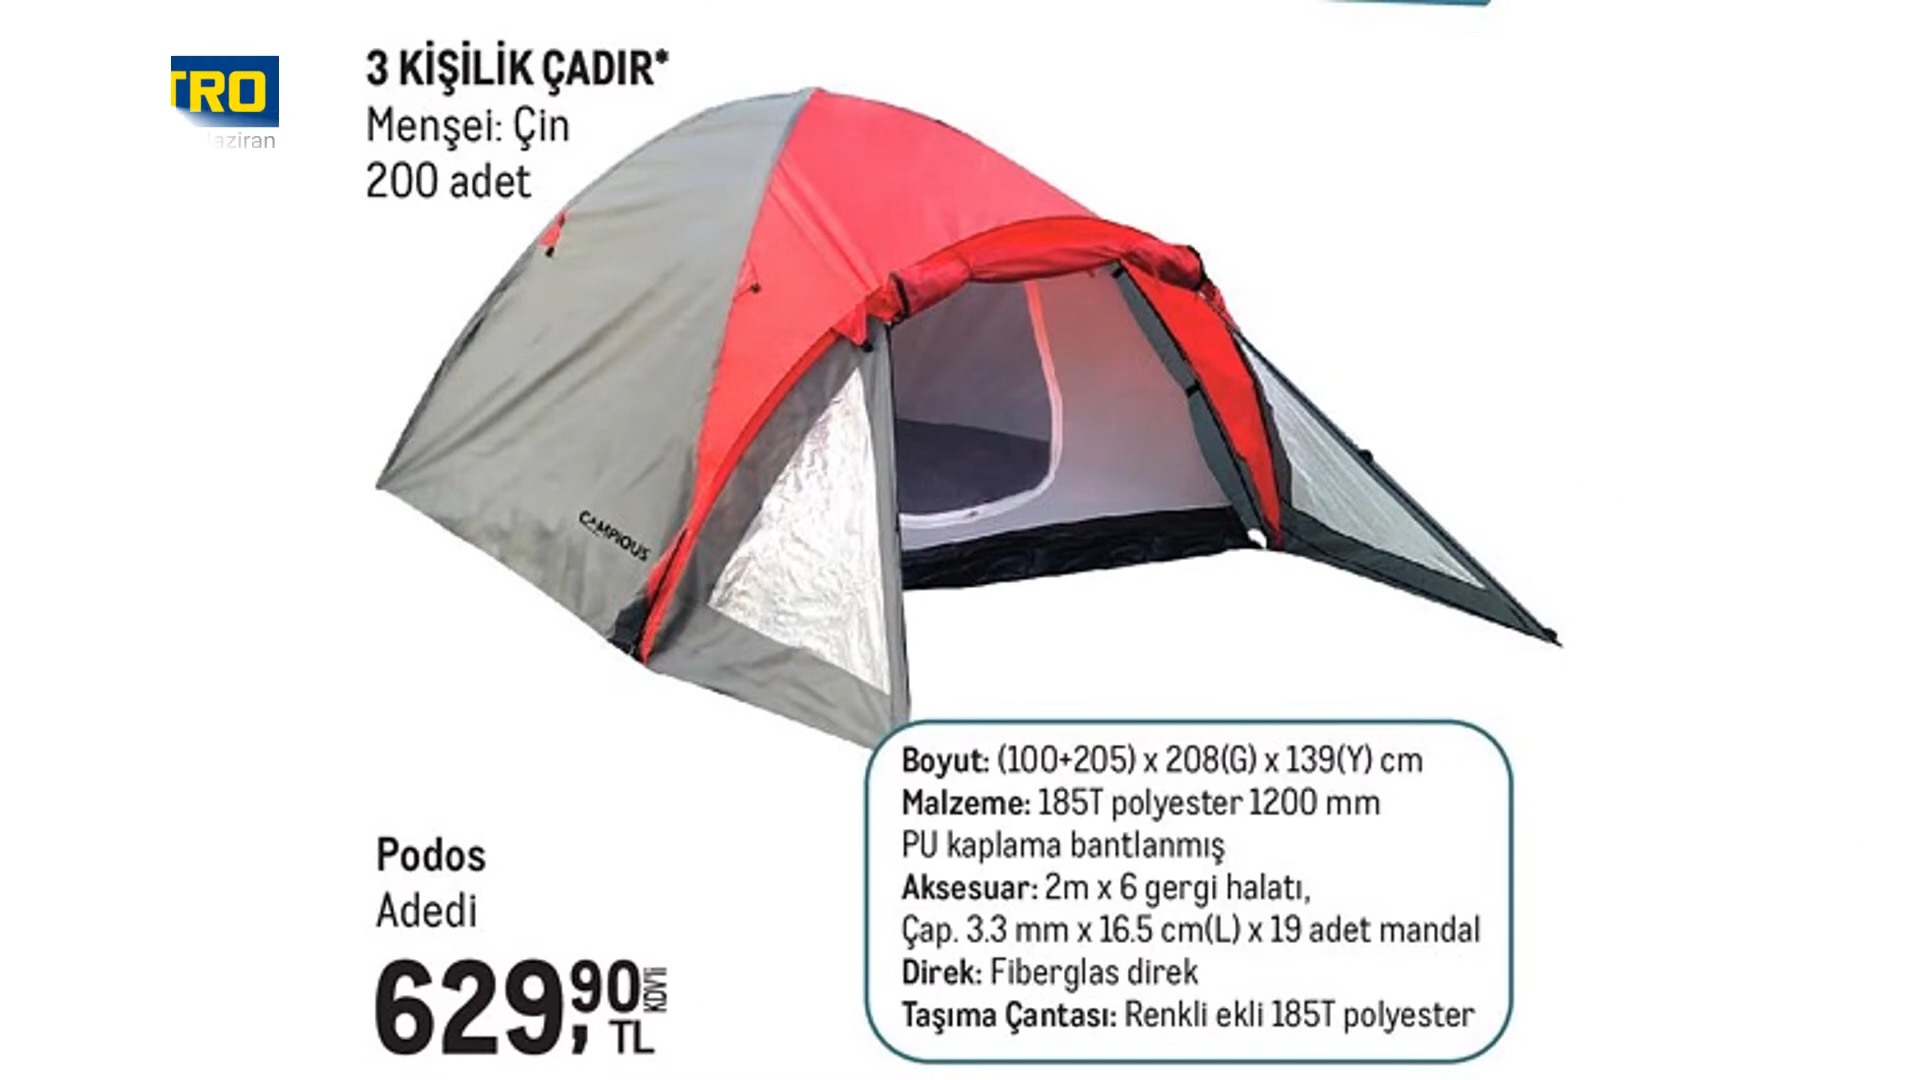 TRO
aziran
3 KİŞİLİK ÇADIR*
Menşei: Çin
200 adet
CAMPIOUS
Boyut: (100+205) x 208(G) x 139(Y) cm
Malzeme: 185T polyester 1200 mm
PU kaplama bantlanmış
Aksesuar: 2m x 6 gergi halatı,
Çap. 3.3 mm x 16.5 cm(L) x 19 adet mandal
Direk: Fiberglas direk
Taşıma Çantası: Renkli ekli 185T polyester
Podos
Adedi
629,90 KDV'li
TL